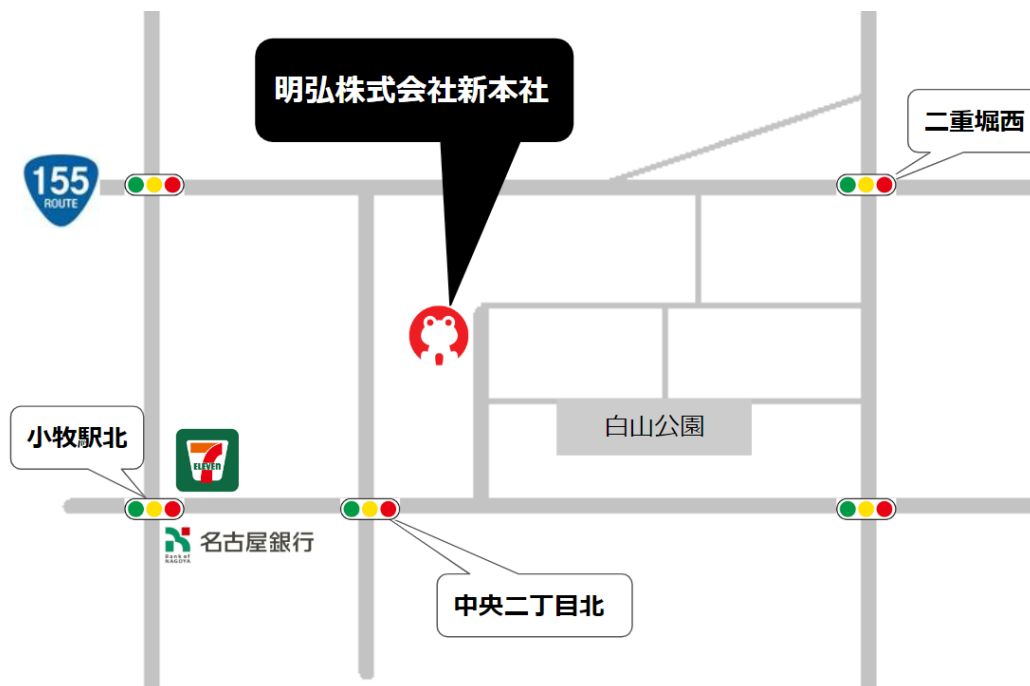 明弘株式会社新本社
二重堀西
155
ROUTE
白山公園
小牧駅北
7
ELEVEN
名古屋銀行
Bank of
NAGOYA
中央二丁目北